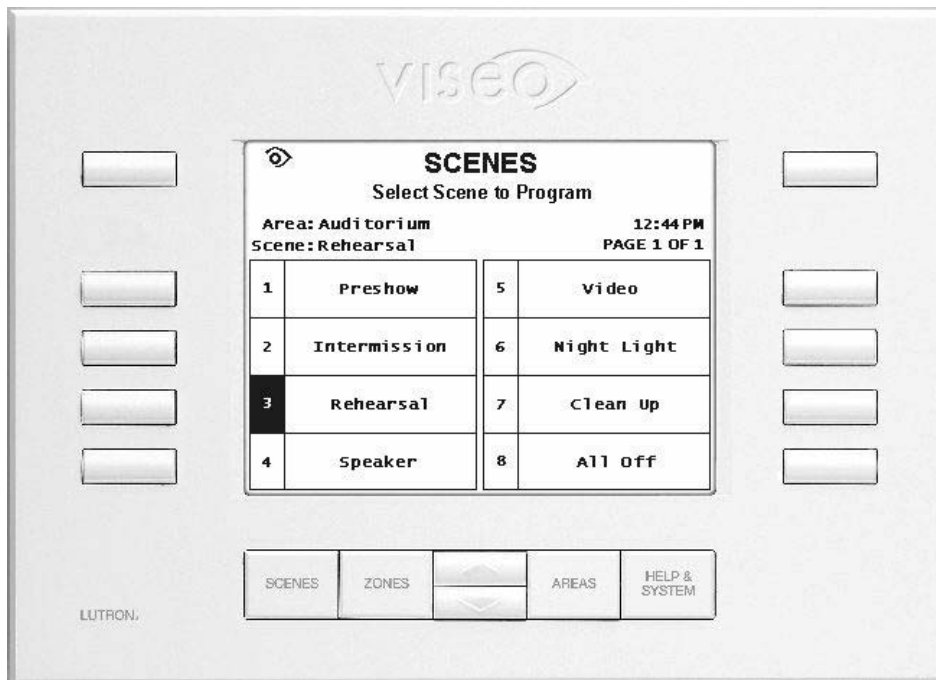 VISEO
SCENES
Select Scene to Program
Area: Auditorium
12:44 PM
Scene: Rehearsal
PAGE 1 OF 1
1 Preshow
2 Intermission
3 Rehearsal
4 Speaker
5 Video
6 Night Light
7 Clean Up
8 All Off
SCENES
ZONES
AREAS
HELP &
SYSTEM
LUTRON.